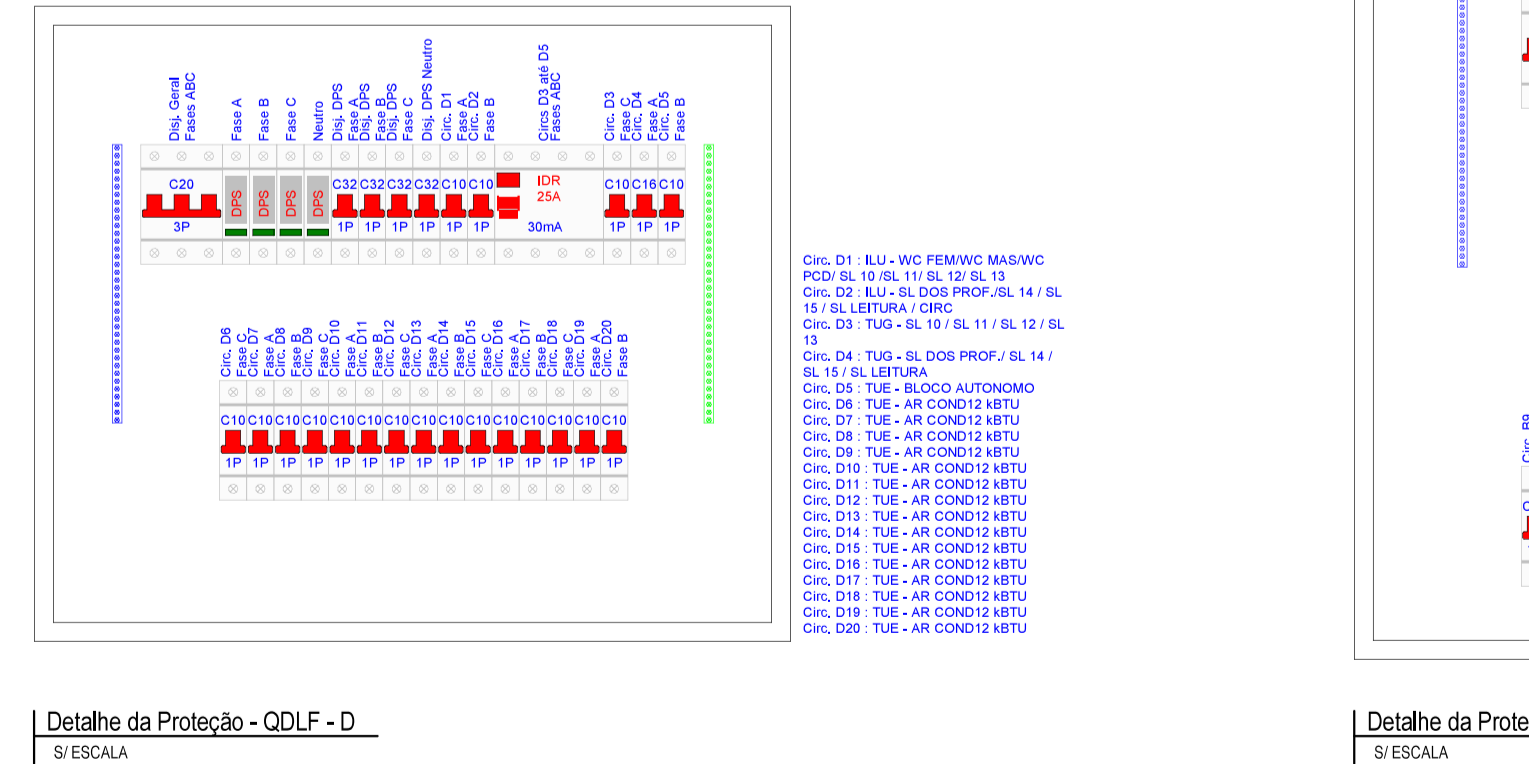 Disj. Geral
Fases ABC
Fase A
Fase B
Fase C
Neutro
Disj. DPS
Fase A
Disj. DPS
Fase B
Disj. DPS
Fase C
Disj. DPS Neutro
Circ. D1
Fase A
Circ. D2
Fase B
Circs D3 até D5
Fases ABC
Circ. D3
Fase C
Circ. D4
Fase A
Circ. D5
Fase B
C20
3P
DPS
DPS
DPS
DPS
C32 C32 C32 C32 C10 C10
1P 1P 1P 1P 1P 1P
IDR
25A
30mA
C10 C16 C10
1P 1P 1P
Circ. D6
Fase C
Circ. D7
Fase A
Circ. D8
Fase B
Circ. D9
Fase C
Circ. D10
Fase A
Circ. D11
Fase B
Circ. D12
Fase C
Circ. D13
Fase A
Circ. D14
Fase B
Circ. D15
Fase C
Circ. D16
Fase A
Circ. D17
Fase B
Circ. D18
Fase C
Circ. D19
Fase A
Circ. D20
Fase B
C10 C10 C10 C10 C10 C10 C10 C10 C10 C10 C10 C10 C10 C10 C10
1P 1P 1P 1P 1P 1P 1P 1P 1P 1P 1P 1P 1P 1P 1P
Circ. D1 : ILU - WC FEM/WC MAS/WC
PCD/ SL 10 /SL 11/ SL 12/ SL 13
Circ. D2 : ILU - SL DOS PROF./SL 14 / SL
15 / SL LEITURA / CIRC
Circ. D3 : TUG - SL 10 / SL 11 / SL 12 / SL
13
Circ. D4 : TUG - SL DOS PROF./ SL 14 /
SL 15 / SL LEITURA
Circ. D5 : TUE - BLOCO AUTONOMO
Circ. D6 : TUE - AR COND12 kBTU
Circ. D7 : TUE - AR COND12 kBTU
Circ. D8 : TUE - AR COND12 kBTU
Circ. D9 : TUE - AR COND12 kBTU
Circ. D10 : TUE - AR COND12 kBTU
Circ. D11 : TUE - AR COND12 kBTU
Circ. D12 : TUE - AR COND12 kBTU
Circ. D13 : TUE - AR COND12 kBTU
Circ. D14 : TUE - AR COND12 kBTU
Circ. D15 : TUE - AR COND12 kBTU
Circ. D16 : TUE - AR COND12 kBTU
Circ. D17 : TUE - AR COND12 kBTU
Circ. D18 : TUE - AR COND12 kBTU
Circ. D19 : TUE - AR COND12 kBTU
Circ. D20 : TUE - AR COND12 kBTU
Detalhe da Proteção - QDLF - D
S/ ESCALA
Detalhe da Prote
S/ ESCALA